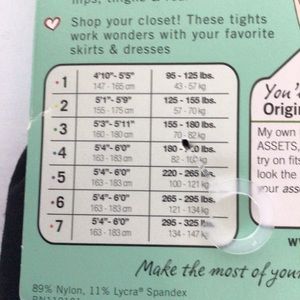 Shop your closet! These tights
work wonders with your favorite
skirts & dresses
1 4'10"- 5'5" 95 - 125 lbs.
147 - 165 cm 43 - 57 kg
2 5'1"- 5'9" 125 - 155 lbs.
155 - 175 cm 57 - 70 kg
3 5'3"- 5'11" 155 - 180 lbs.
160 - 180 cm 70 - 82 kg
4 5'4"- 6'0" 180 - lbs.
163 - 183 cm 82 - kg
5 5'4"- 6'0" 220 - 265 lbs.
163 - 183 cm 100 - 121 kg
6 5'4"- 6'0" 265 - 295 lbs.
163 - 183 cm 121 - 134 kg
7 5'4"- 6'0" 295 - 325 lbs.
163 - 183 cm 134 - 147 kg
You'
Origin
My own
ASSETS,
try on fits
look the
your ass
Make the most of your
89% Nylon, 11% Lycra® Spandex